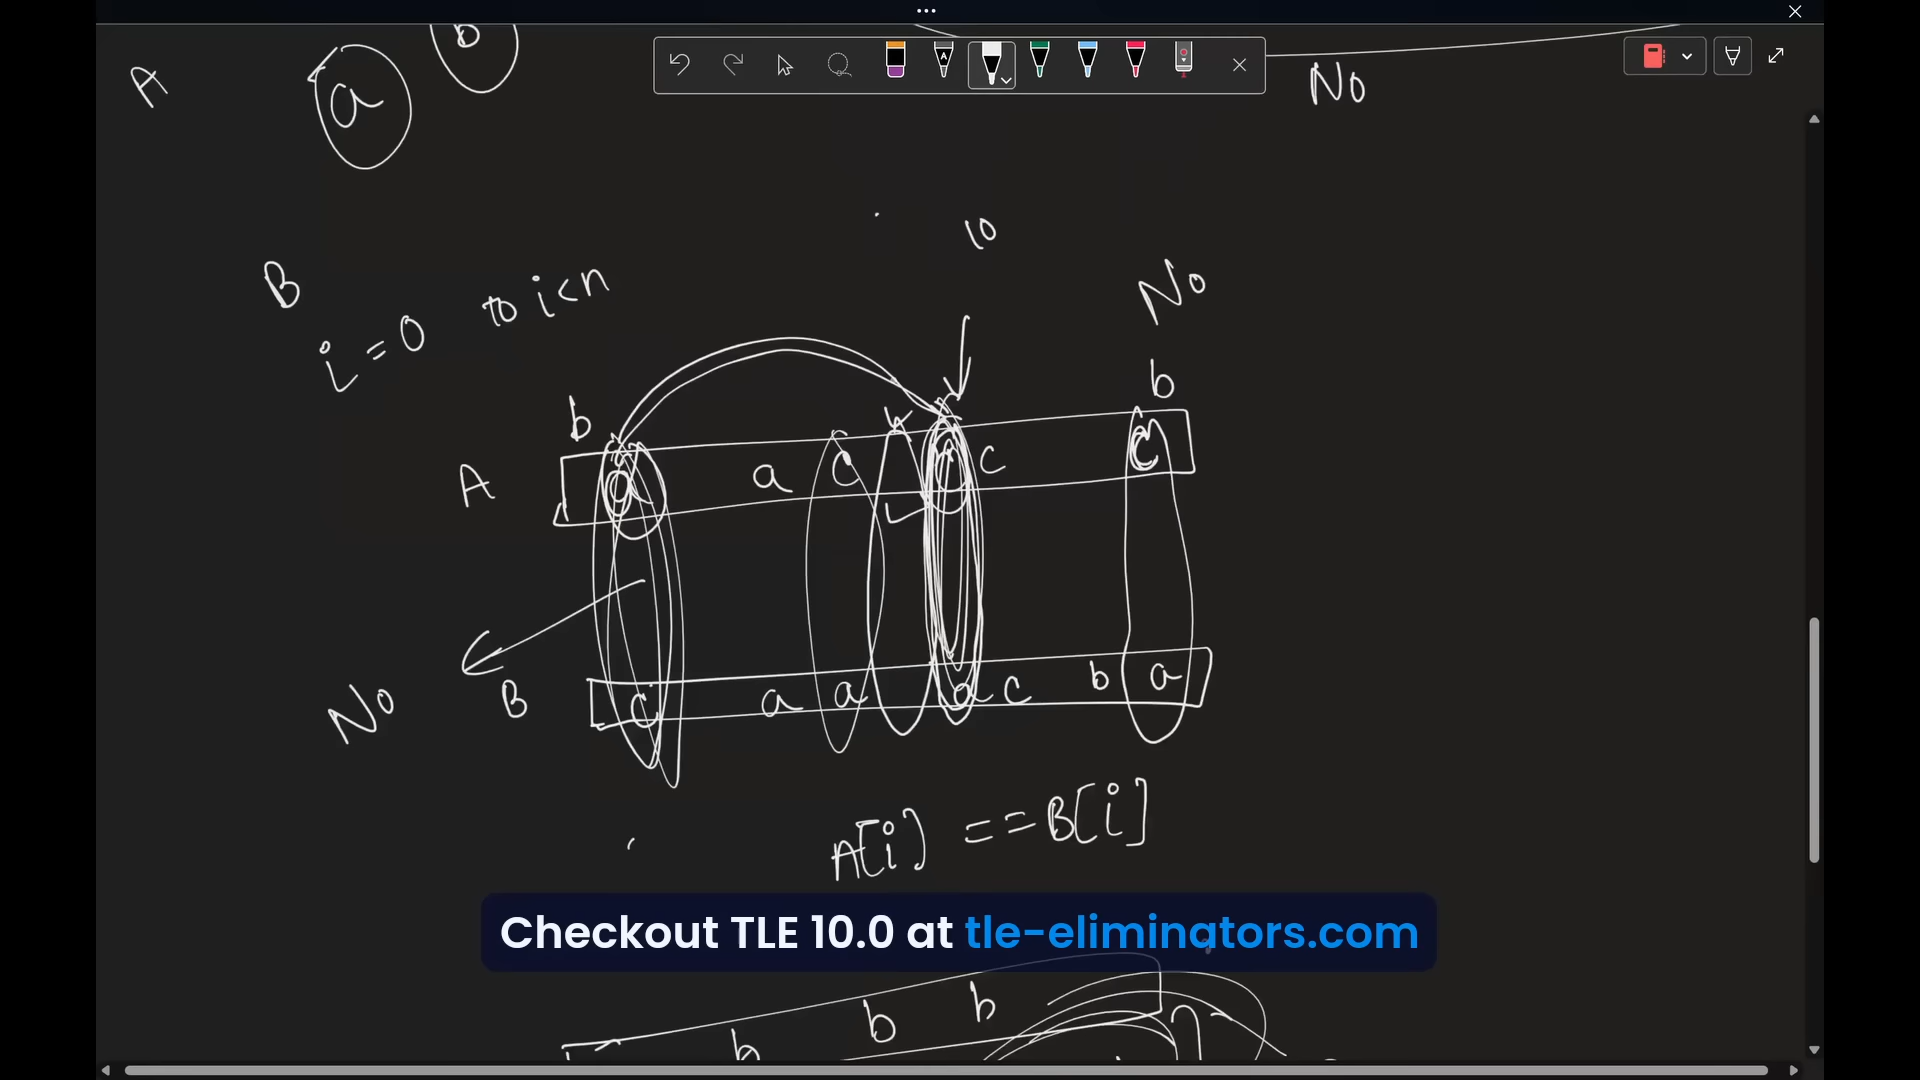 B
A a
No
10
B
i = 0 to i<n
No
b b
A a a c c c
No
B c a a a c b a
A[i] == B[i]
Checkout TLE 10.0 at tle-eliminators.com
b b b